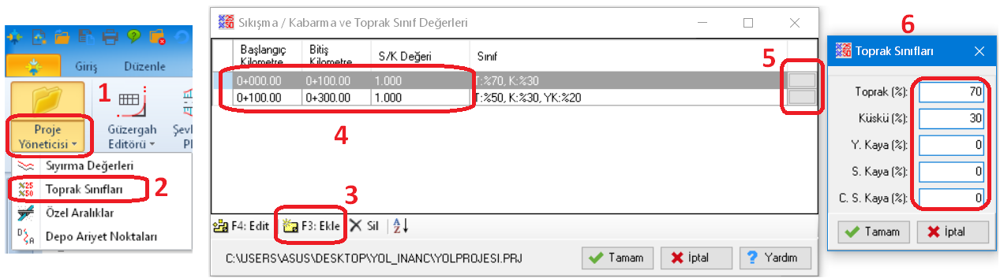 Giriş Düzenle
1
Proje
Yöneticisi
Güzergah
Editörü
Şevl
Pl
Sıyırma Değerleri
%25
%50
Toprak Sınıfları
2
Özel Aralıklar
Depo Ariyet Noktaları
Sıkışma / Kabarma ve Toprak Sınıf Değerleri
Başlangıç Kilometre
Bitiş Kilometre
S/K Değeri
Sınıf
5
0+000.00 0+100.00 1.000 T:%70, K:%30
0+100.00 0+300.00 1.000 T:%50, K:%30, YK:%20
4
3
F4: Edit F3: Ekle Sil
C:\USERS\ASUS\DESKTOP\YOL_INANC\YOLPROJESI.PRJ
Tamam İptal Yardım
6
Toprak Sınıfları
Toprak (%): 70
Küskü (%): 30
Y. Kaya (%): 0
S. Kaya (%): 0
C. S. Kaya (%): 0
Tamam İptal